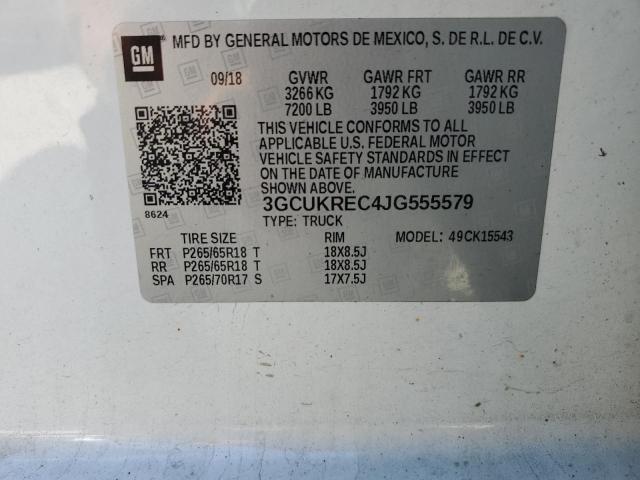 GM ® MFD BY GENERAL MOTORS DE MEXICO, S. DE R.L. DE C.V.
09/18 GVWR GAWR FRT GAWR RR
3266 KG 1792 KG 1792 KG
7200 LB 3950 LB 3950 LB
THIS VEHICLE CONFORMS TO ALL
APPLICABLE U.S. FEDERAL MOTOR
VEHICLE SAFETY STANDARDS IN EFFECT
ON THE DATE OF MANUFACTURE
SHOWN ABOVE.
8624 3GCUKREC4JG555579
TYPE: TRUCK
TIRE SIZE RIM MODEL: 49CK15543
FRT P265/65R18 T 18X8.5J
RR P265/65R18 T 18X8.5J
SPA P265/70R17 S 17X7.5J